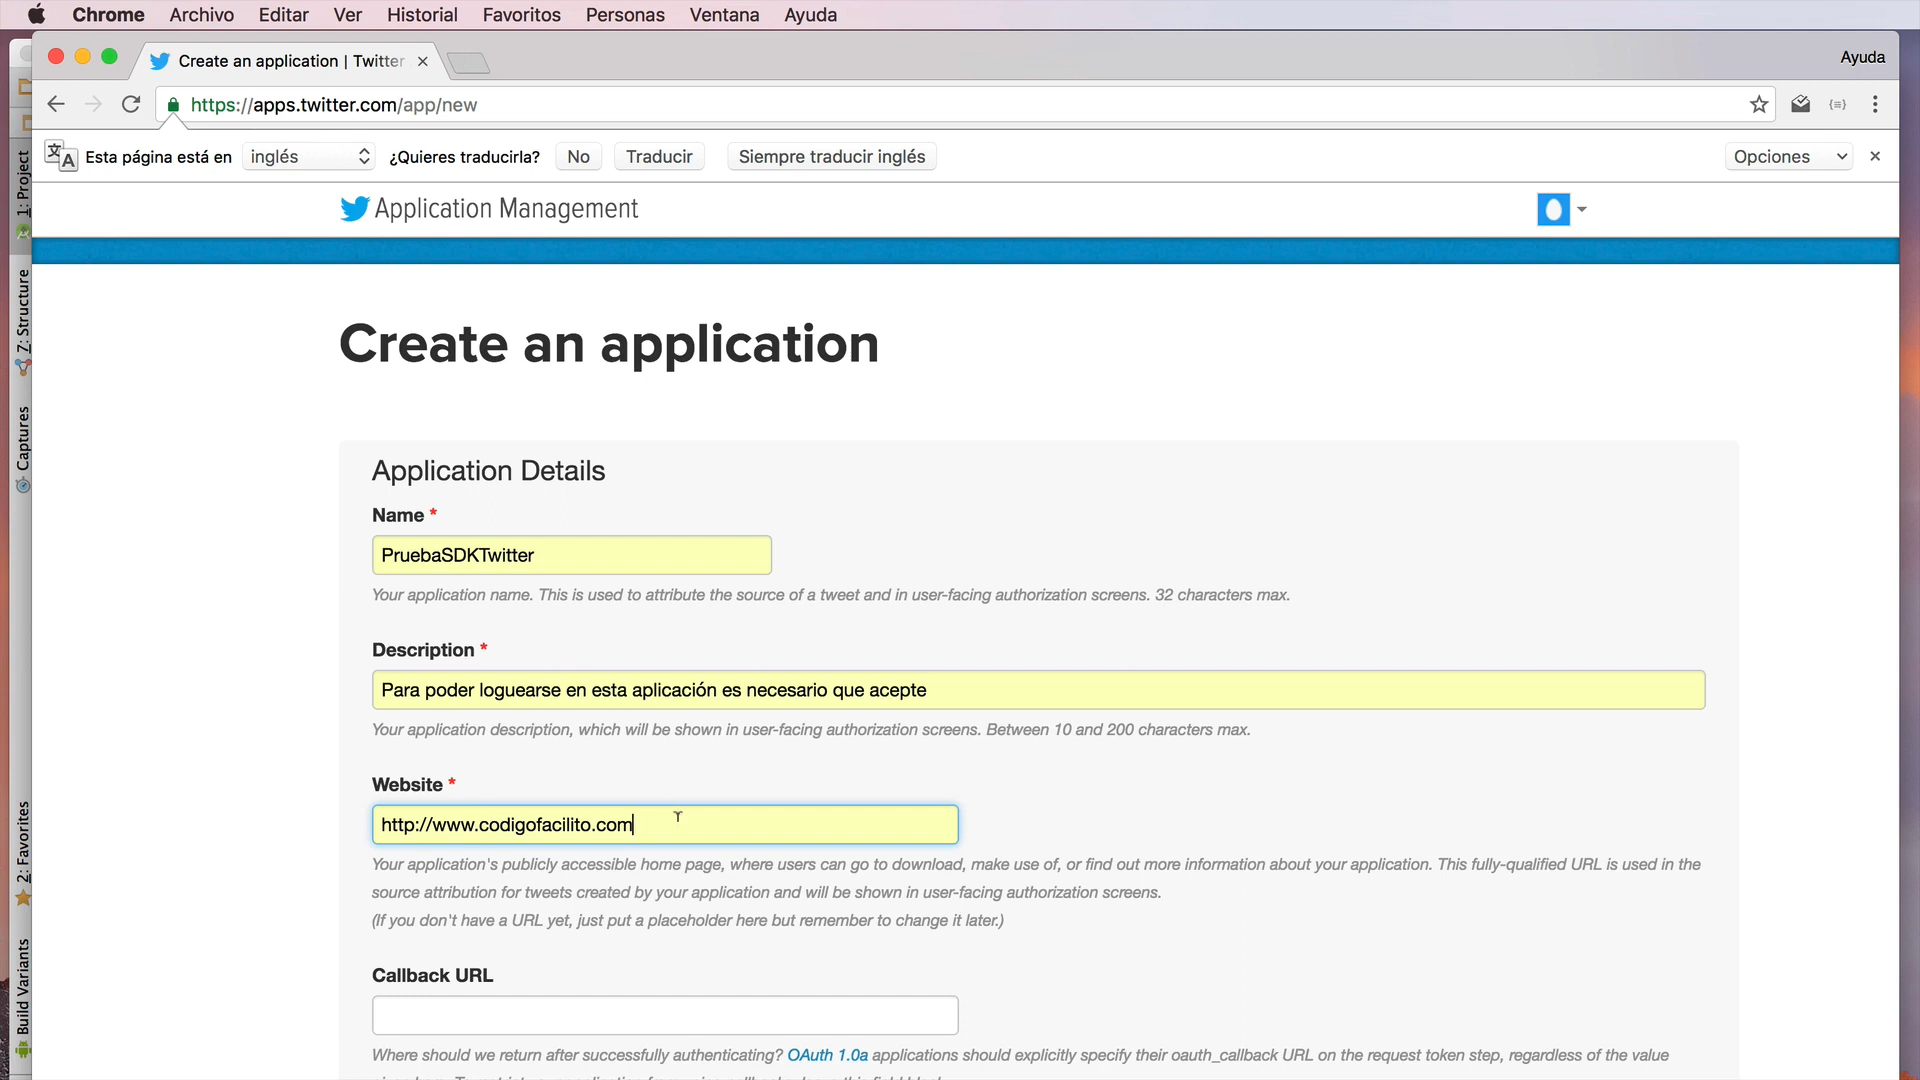 Chrome Archivo Editar Ver Historial Favoritos Personas Ventana Ayuda
Create an application | Twitter
Ayuda
https://apps.twitter.com/app/new
Esta página está en inglés ¿Quieres traducirla? No Traducir Siempre traducir inglés Opciones
1: Project
Application Management
7: Structure
Create an application
Captures
Application Details
Name *
PruebaSDKTwitter
Your application name. This is used to attribute the source of a tweet and in user-facing authorization screens. 32 characters max.
Description *
Para poder loguearse en esta aplicación es necesario que acepte
Your application description, which will be shown in user-facing authorization screens. Between 10 and 200 characters max.
Website *
http://www.codigofacilito.com
2: Favorites
Your application's publicly accessible home page, where users can go to download, make use of, or find out more information about your application. This fully-qualified URL is used in the
source attribution for tweets created by your application and will be shown in user-facing authorization screens.
(If you don't have a URL yet, just put a placeholder here but remember to change it later.)
Build Variants
Callback URL
Where should we return after successfully authenticating? OAuth 1.0a applications should explicitly specify their oauth_callback URL on the request token step, regardless of the value